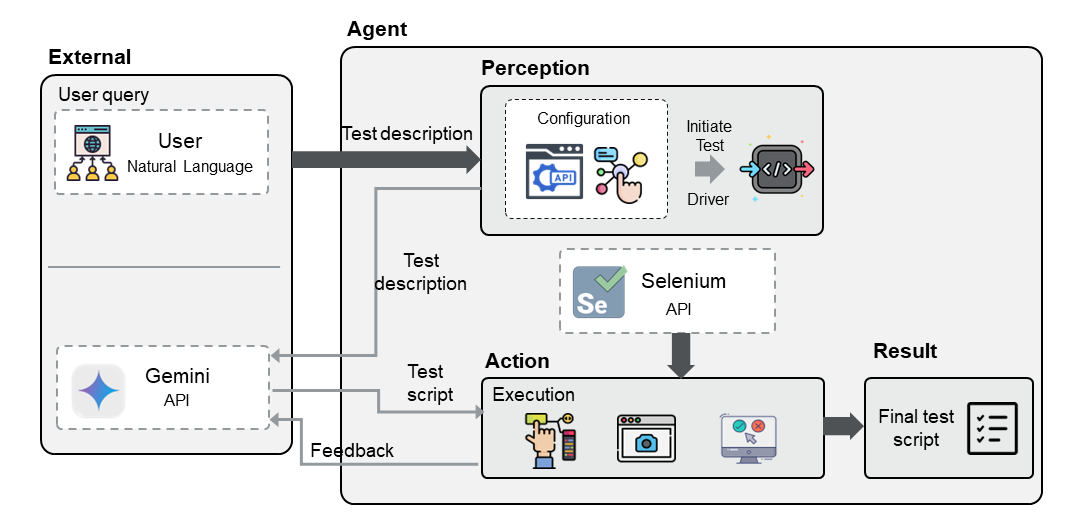 Agent
External
Perception
User query
User
Natural Language
Test description
Configuration
API
Initiate
Test
Driver
</>
Test
description
Se
Selenium
API
Gemini
API
Test
script
Feedback
Action
Execution
Result
Final test
script